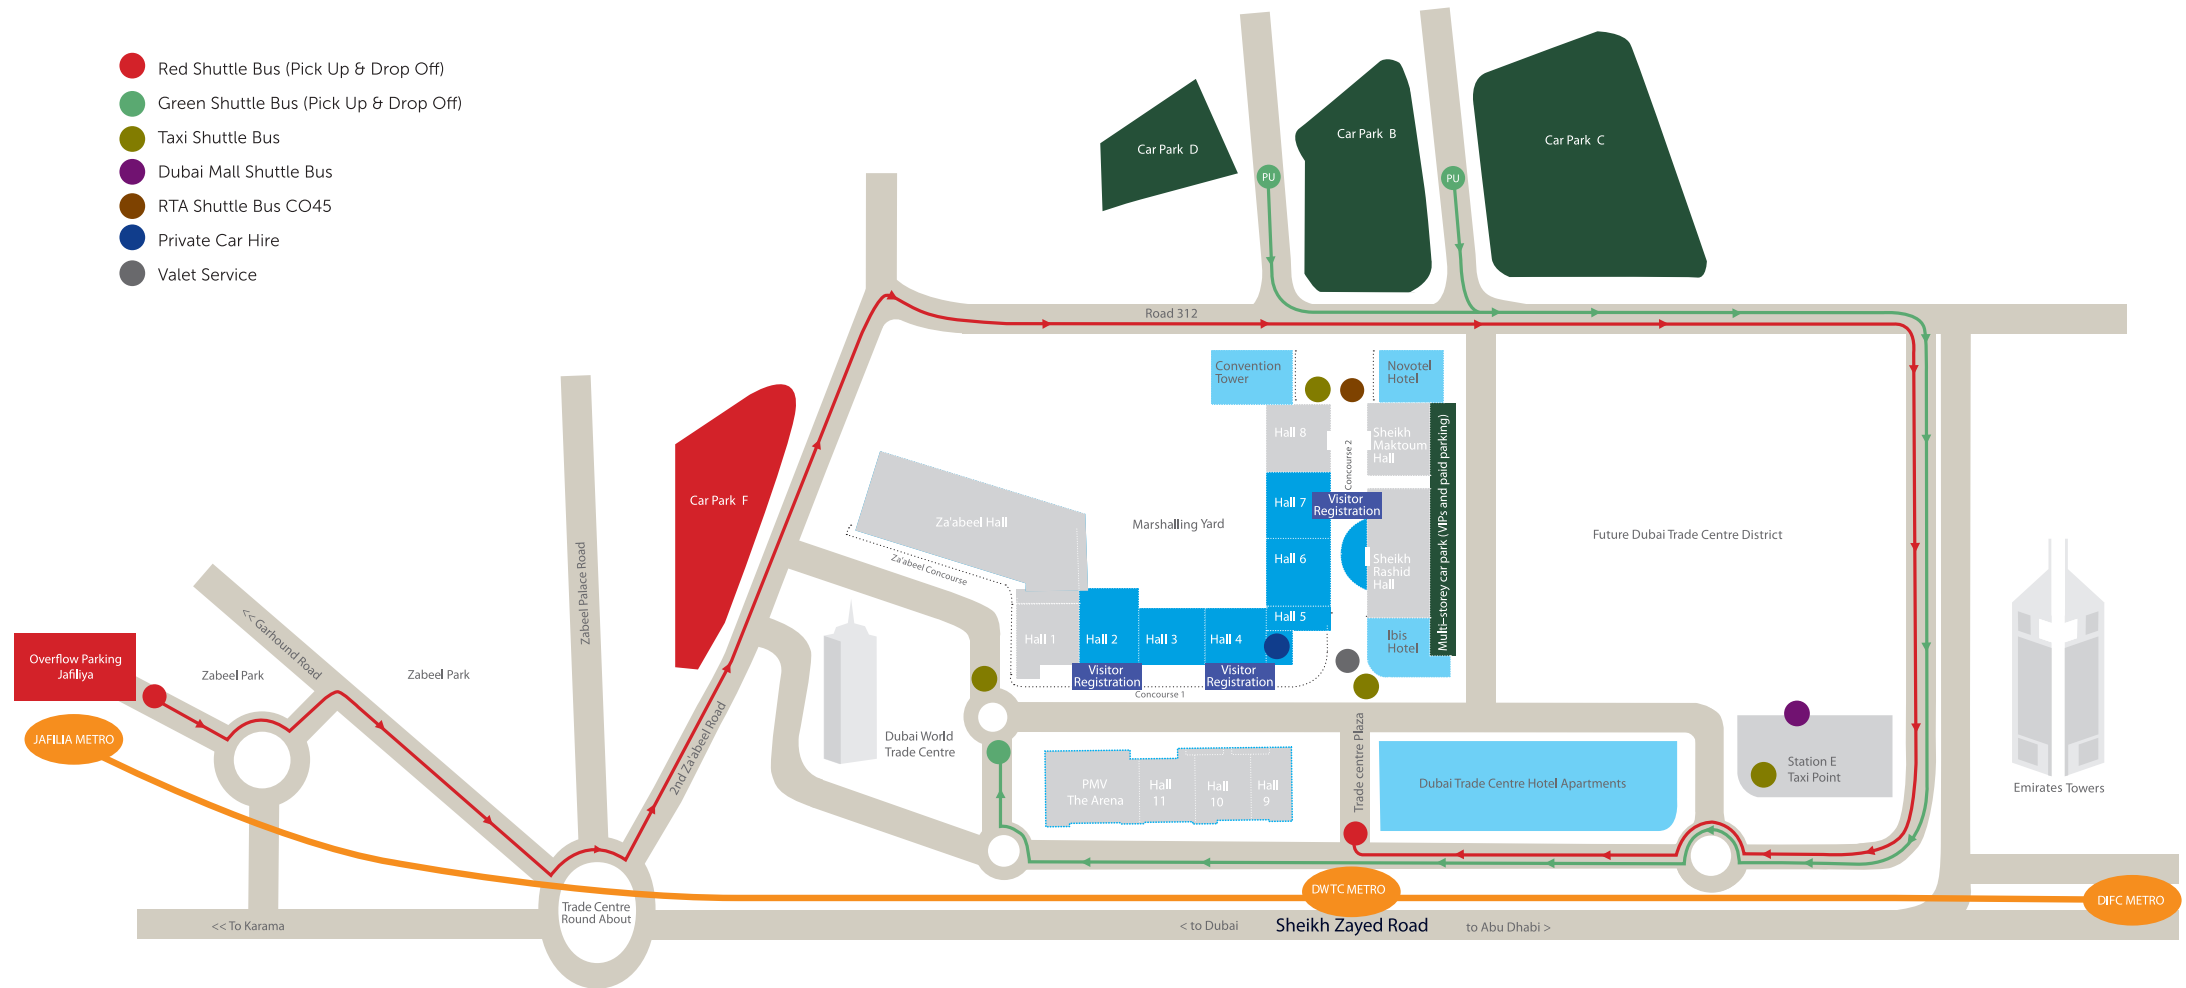 Red Shuttle Bus (Pick Up & Drop Off)
Green Shuttle Bus (Pick Up & Drop Off)
Taxi Shuttle Bus
Dubai Mall Shuttle Bus
RTA Shuttle Bus CO45
Private Car Hire
Valet Service
Car Park D
Car Park B
Car Park C
PU
PU
Road 312
Convention
Tower
Novotel
Hotel
Hall 8
Concourse 2
Sheikh
Maktoum
Hall
Multi-storey car park (VIPs and paid parking)
Car Park F
Za'abeel Hall
Marshalling Yard
Hall 7
Visitor
Registration
Future Dubai Trade Centre District
Hall 6
Sheikh
Rashid
Hall
Za'abeel Concourse
Zabeel Palace Road
<< Garhound Road
Hall 5
Hall 1
Hall 2
Hall 3
Hall 4
Ibis
Hotel
Visitor
Registration
Visitor
Registration
Concourse 1
Overflow Parking
Jafiliya
Zabeel Park
Zabeel Park
JAFILIA METRO
2nd Za'abeel Road
Dubai World
Trade Centre
PMV
The Arena
Hall
11
Hall
10
Hall
9
Trade centre Plaza
Dubai Trade Centre Hotel Apartments
Station E
Taxi Point
Emirates Towers
Trade Centre
Round About
DWTC METRO
DIFC METRO
<< To Karama
< to Dubai
Sheikh Zayed Road
to Abu Dhabi >